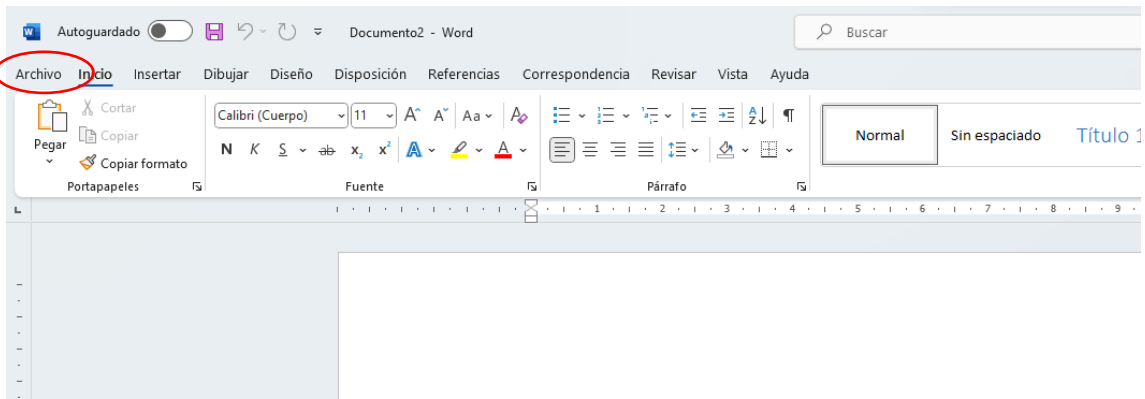 Autoguardado Documento2 - Word Buscar
Archivo Inicio Insertar Dibujar Diseño Disposición Referencias Correspondencia Revisar Vista Ayuda
Pegar
Cortar
Copiar
Copiar formato
Portapapeles
Calibri (Cuerpo) 11 A A Aa A
N K S ab x₂ x² A A
Fuente
Párrafo
Normal Sin espaciado Título 1
1 2 3 4 5 6 7 8 9